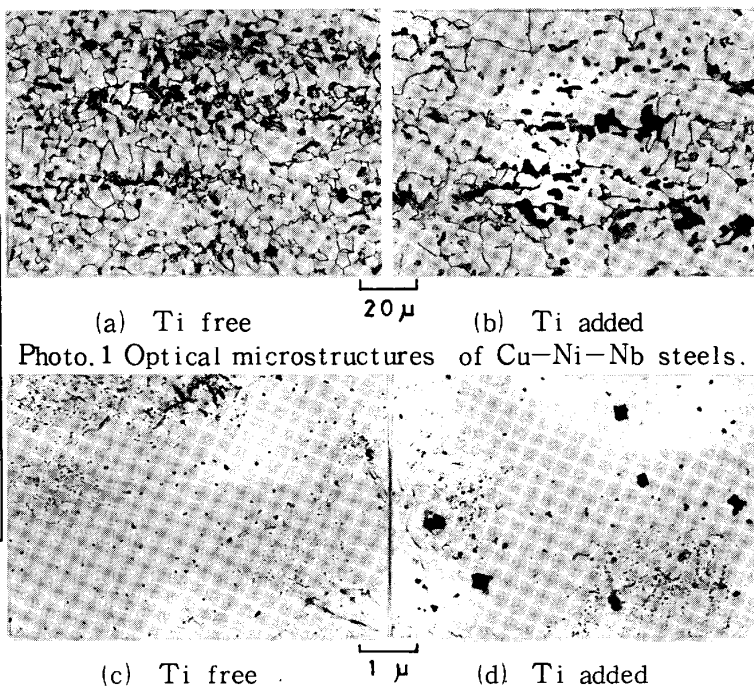 (a) Ti free
20 μ
(b) Ti added
Photo.1 Optical microstructures of Cu-Ni-Nb steels.
(c) Ti free
1 μ
(d) Ti added